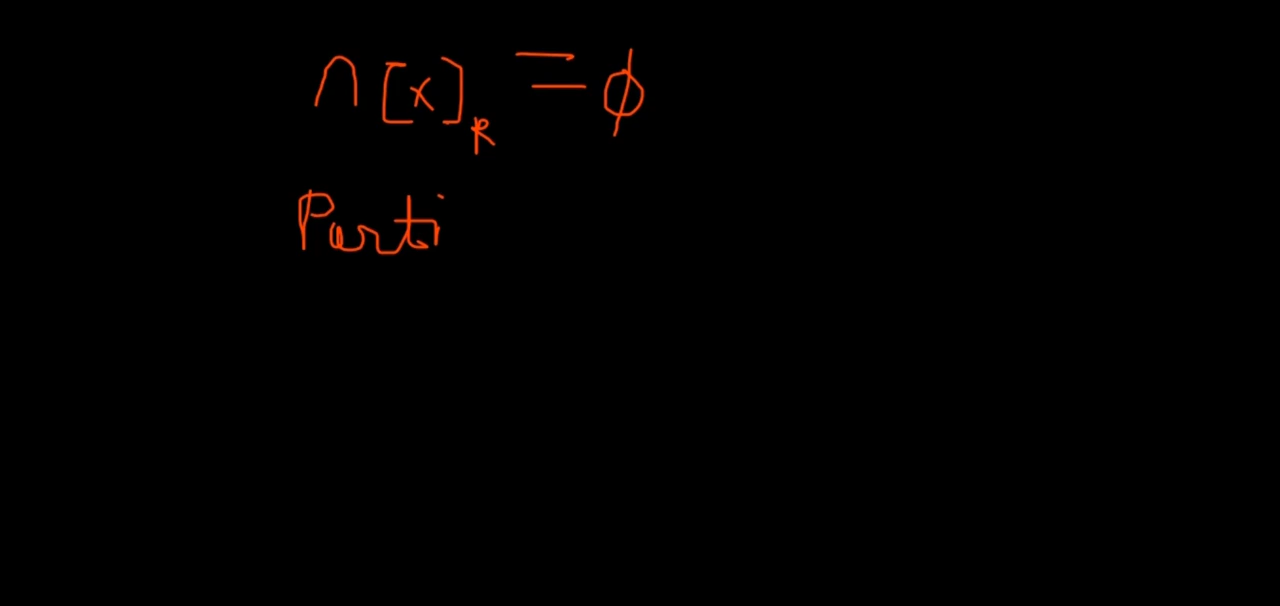 ∩[x]_R = ϕ
Parti